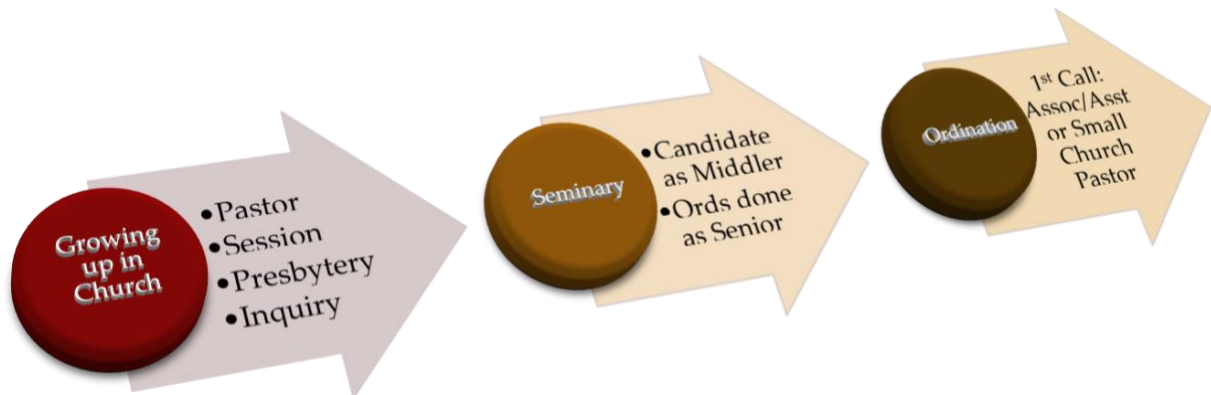 Growing
up in
Church
•Pastor
•Session
•Presbytery
•Inquiry
Seminary
•Candidate
as Middler
•Ords done
as Senior
Ordination
1st Call:
Assoc/Asst
or Small
Church
Pastor